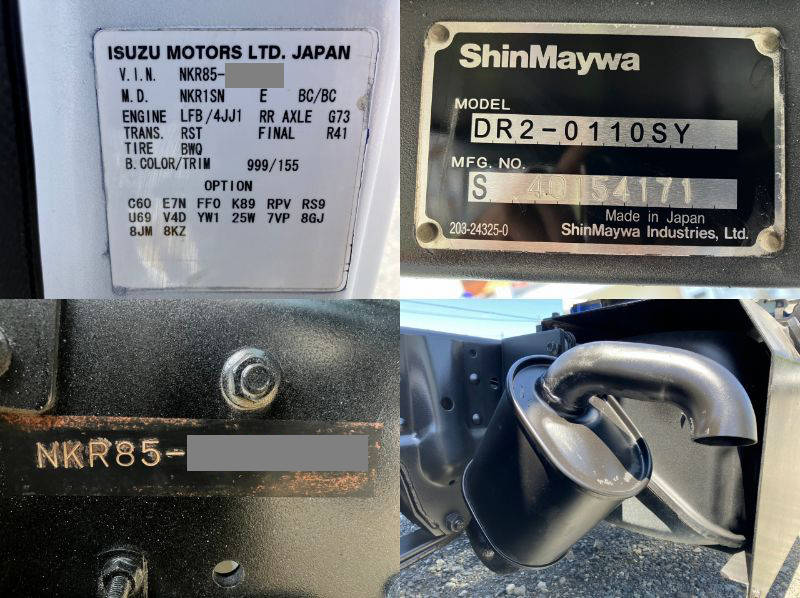 ISUZU MOTORS LTD. JAPAN
V.I.N. NKR85-
M.D. NKR1SN E BC/BC
ENGINE LFB/4JJ1 RR AXLE G73
TRANS. RST FINAL R41
TIRE BWQ
B.COLOR/TRIM 999/155
OPTION
C60 E7N FF0 K89 RPV RS9
U69 V4D YW1 25W 7VP 8GJ
8JM 8KZ
ShinMaywa
MODEL
DR2-0110SY
MFG. NO.
S 4D154171
Made in Japan
203-24325-0 ShinMaywa Industries, Ltd.
NKR85-